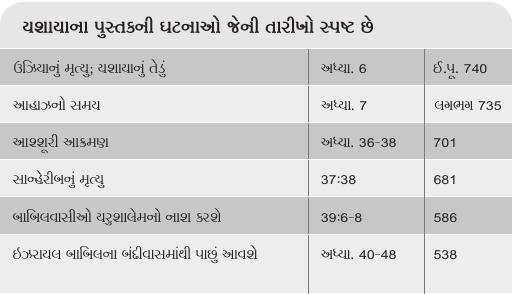 યશાયાના પુસ્તકની ઘટનાઓ જેની તારીખો સ્પષ્ટ છે
ઉઝિયાનું મૃત્યુ; યશાયાનું તેડું અધ્યા. 6 ઈ.પૂ. 740
આહાઝનો સમય અધ્યા. 7 લગભગ 735
આશ્શૂરી આક્રમણ અધ્યા. 36-38 701
સાન્હેરીબનું મૃત્યુ 37:38 681
બાબિલવાસીઓ યરુશાલેમનો નાશ કરશે 39:6-8 586
ઇઝરાયલ બાબિલના બંદીવાસમાંથી પાછું આવશે અધ્યા. 40-48 538